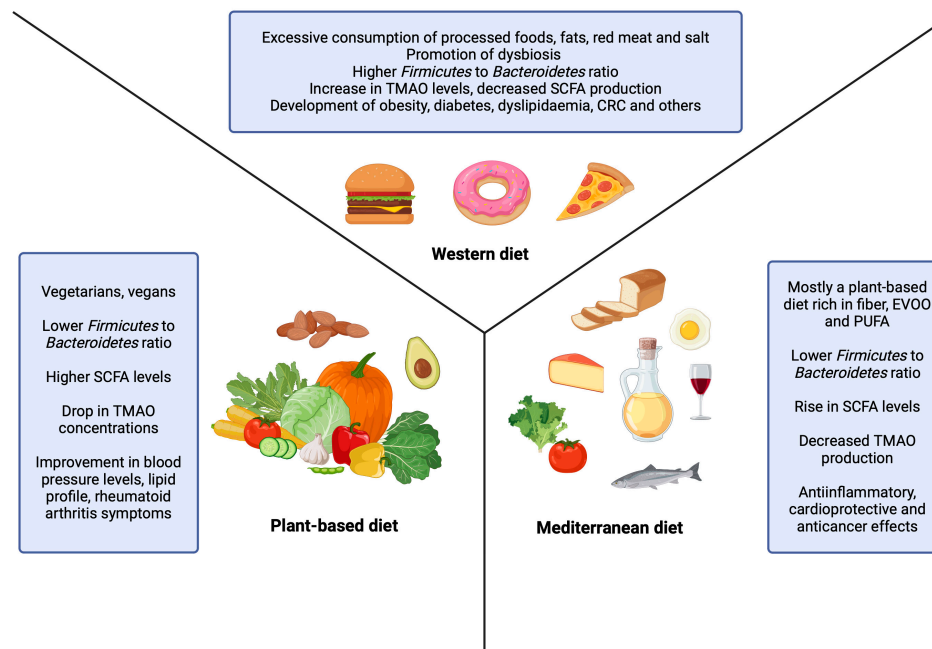 Excessive consumption of processed foods, fats, red meat and salt
Promotion of dysbiosis
Higher Firmicutes to Bacteroidetes ratio
Increase in TMAO levels, decreased SCFA production
Development of obesity, diabetes, dyslipidaemia, CRC and others
Western diet
Vegetarians, vegans
Lower Firmicutes to
Bacteroidetes ratio
Higher SCFA levels
Drop in TMAO
concentrations
Improvement in blood
pressure levels, lipid
profile, rheumatoid
arthritis symptoms
Plant-based diet
Mostly a plant-based
diet rich in fiber, EVOO
and PUFA
Lower Firmicutes to
Bacteroidetes ratio
Rise in SCFA levels
Decreased TMAO
production
Antiinflammatory,
cardioprotective and
anticancer effects
Mediterranean diet